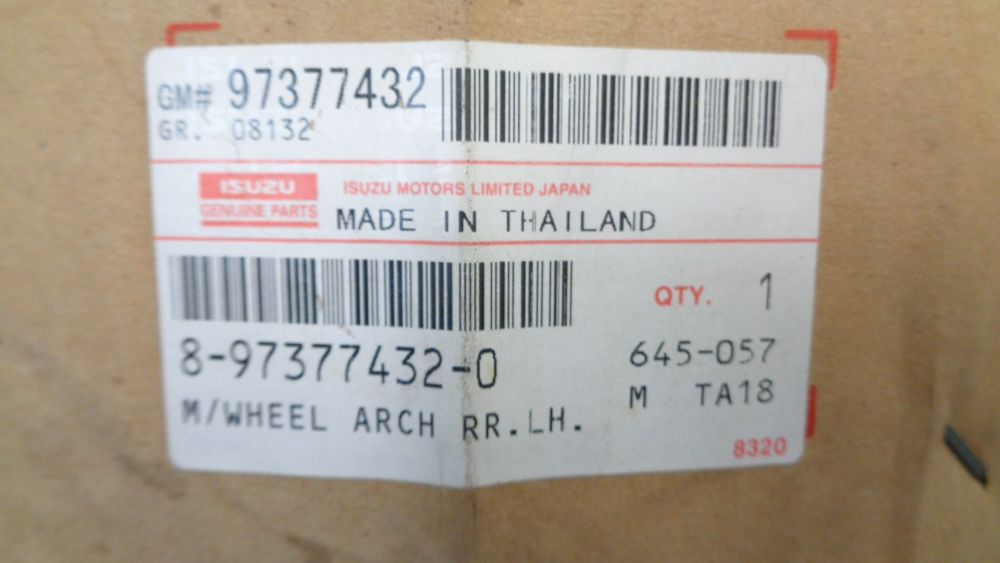 GM# 97377432
GR. 08132
ISUZU
GENUINE PARTS
ISUZU MOTORS LIMITED JAPAN
MADE IN THAILAND
QTY. 1
8-97377432-0
645-057
M/WHEEL ARCH RR.LH.
M TA18
8320